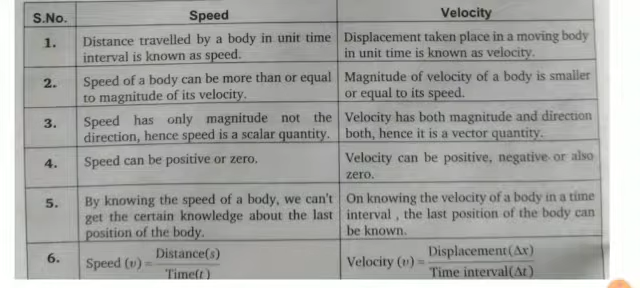 S.No. Speed Velocity
1. Distance travelled by a body in unit time interval is known as speed.
Displacement taken place in a moving body in unit time is known as velocity.
2. Speed of a body can be more than or equal to magnitude of its velocity.
Magnitude of velocity of a body is smaller or equal to its speed.
3. Speed has only magnitude not the direction, hence speed is a scalar quantity.
Velocity has both magnitude and direction both, hence it is a vector quantity.
4. Speed can be positive or zero.
Velocity can be positive, negative or also zero.
5. By knowing the speed of a body, we can't get the certain knowledge about the last position of the body.
On knowing the velocity of a body in a time interval , the last position of the body can be known.
6. Speed (v) = Distance(s) / Time(t)
Velocity (v) = Displacement(Δx) / Time interval(Δt)